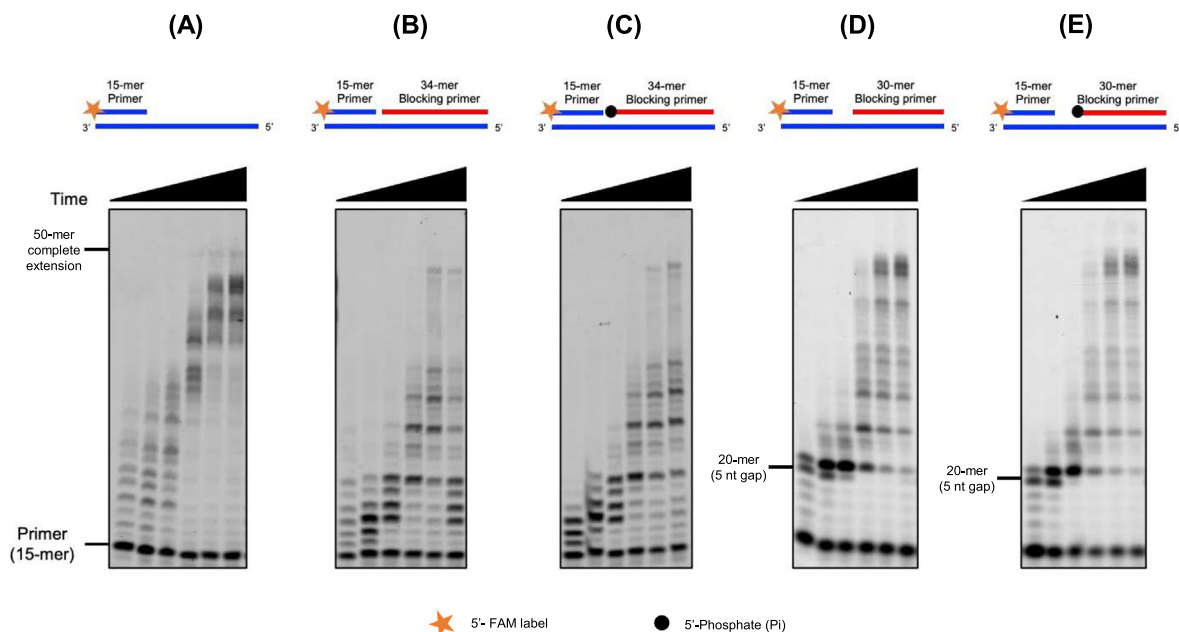 (A)
(B)
(C)
(D)
(E)
15-mer
Primer
15-mer
Primer
34-mer
Blocking primer
15-mer
Primer
34-mer
Blocking primer
15-mer
Primer
30-mer
Blocking primer
15-mer
Primer
30-mer
Blocking primer
3' 5'
3' 5'
3' 5'
3' 5'
3' 5
Time
50-mer
complete
extension
20-mer
(5 nt gap)
20-mer
(5 nt gap)
Primer
(15-mer)
5'- FAM label
5'-Phosphate (Pi)